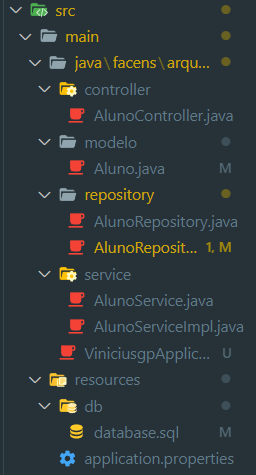 src
main
java\facens\arqu...
controller
AlunoController.java
modelo
Aluno.java M
repository
AlunoRepository.java
AlunoReposit... 1, M
service
AlunoService.java
AlunoServiceImpl.java
ViniciusgpApplic... U
resources
db
database.sql M
application.properties